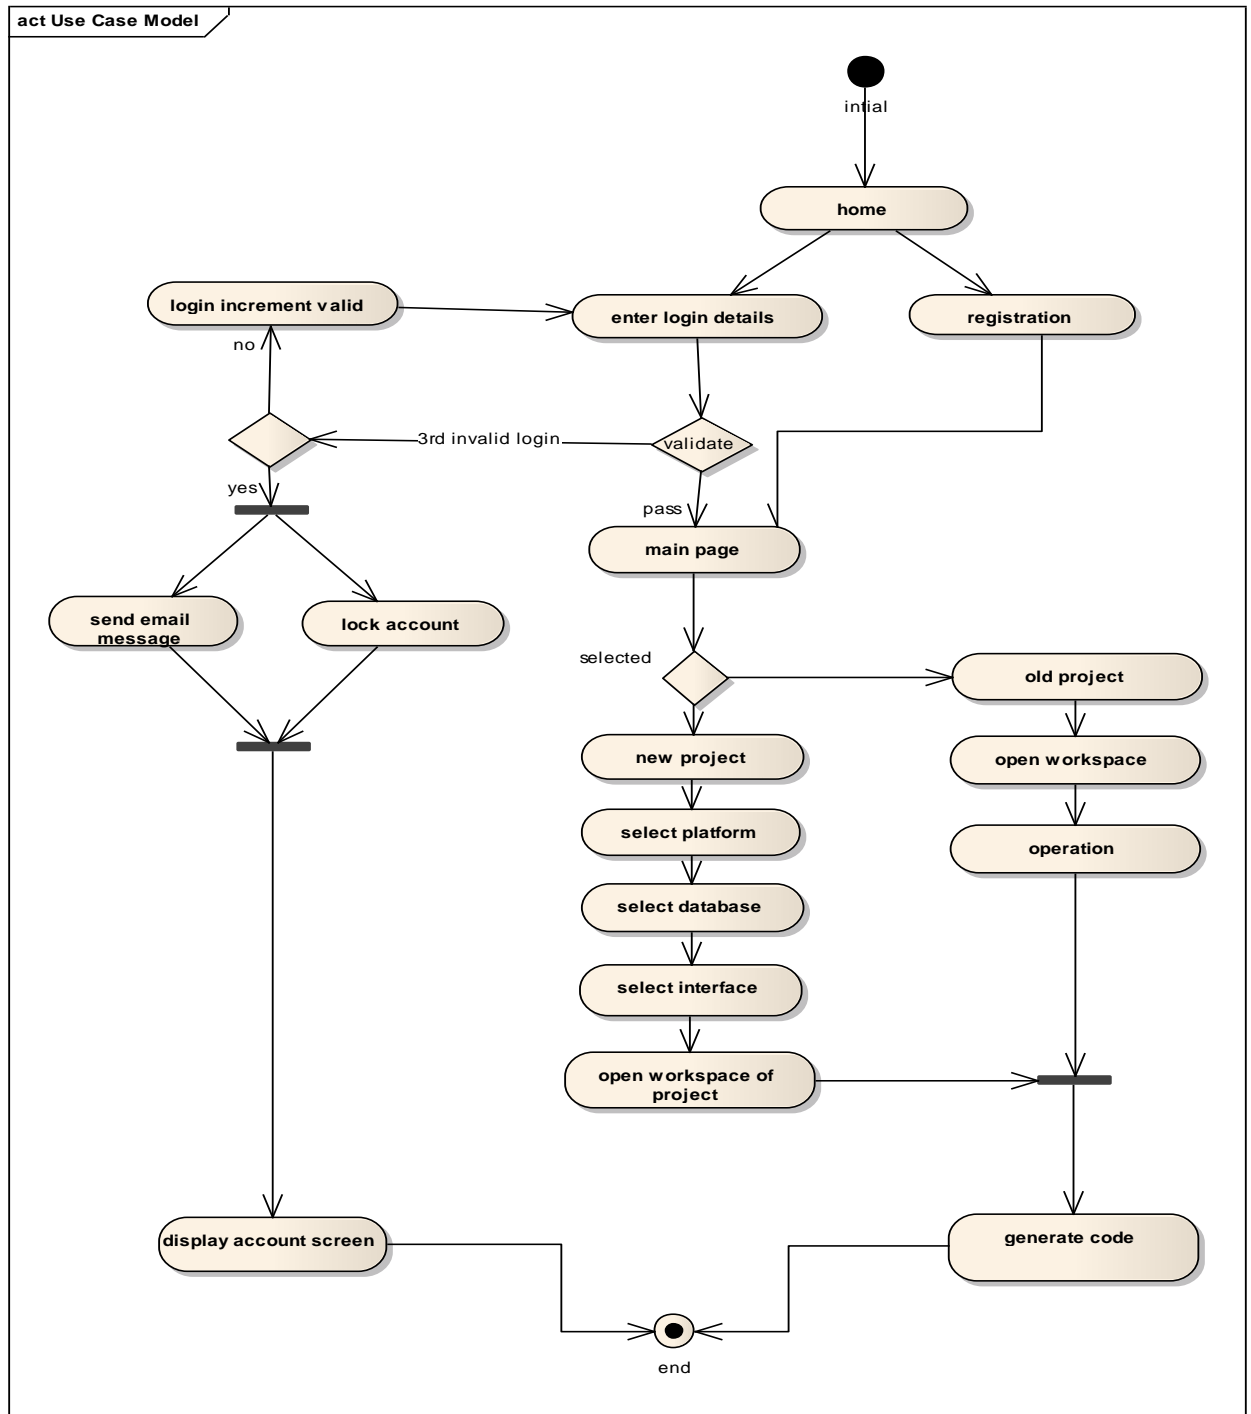 act Use Case Model
intial
home
login increment valid
enter login details
registration
no
3rd invalid login
validate
yes
pass
main page
send email
message
lock account
selected
old project
new project
open workspace
select platform
operation
select database
select interface
open workspace of
project
display account screen
generate code
end